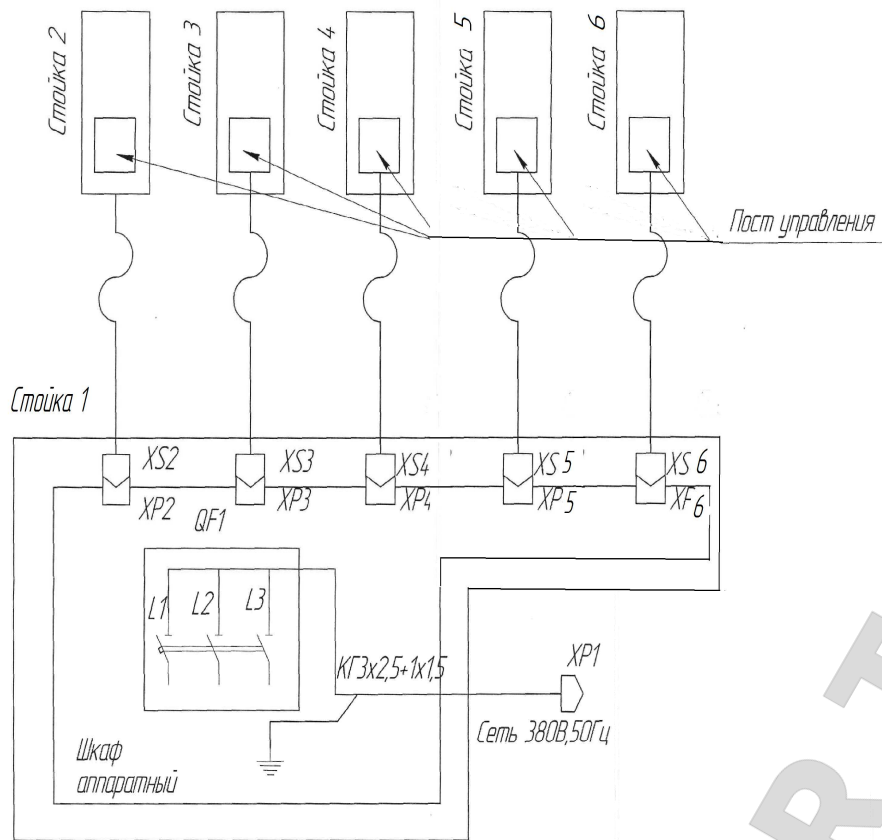 Стойка 2
Стойка 3
Стойка 4
Стойка 5
Стойка 6
Пост управления
Стойка 1
XS2
XS3
XS4
XS 5
XS 6
XP2
XP3
XP4
XP 5
XF 6
QF1
L1
L2
L3
КГ3х2,5+1х1,5
XP1
Сеть 380В,50Гц
Шкаф
аппаратный